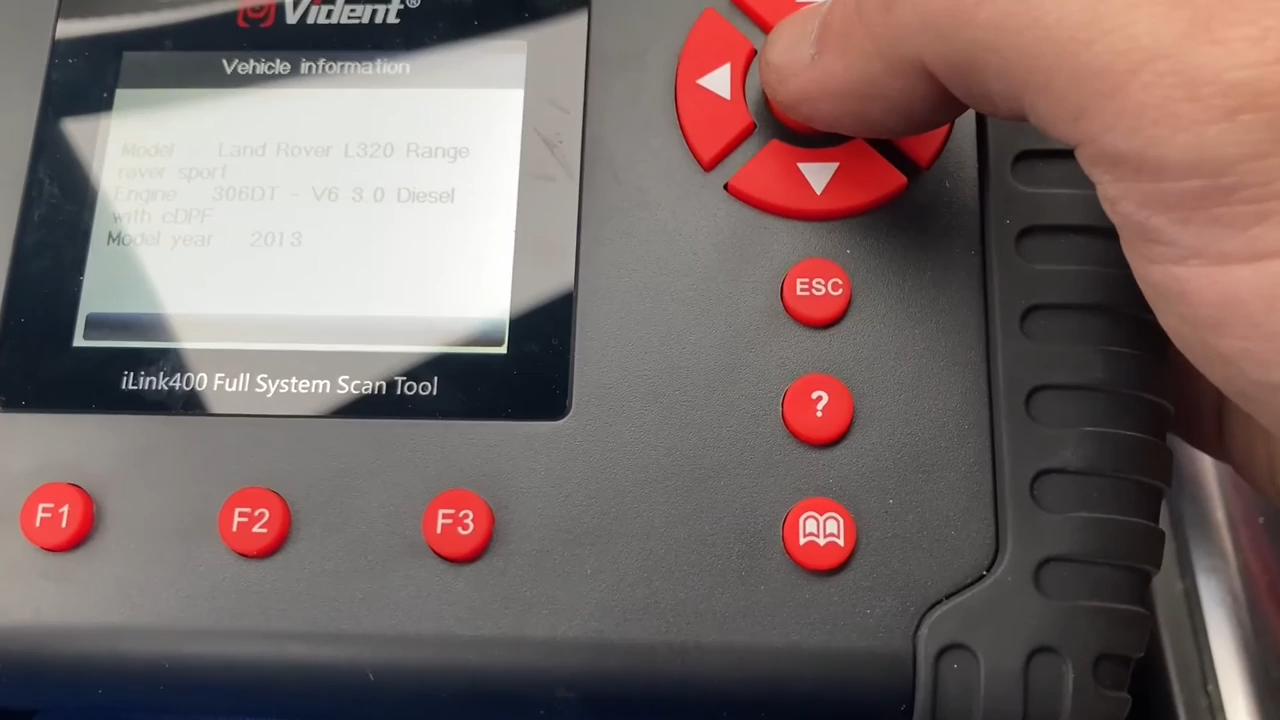 Vident®
Vehicle information
Model Land Rover L320 Range
rover sport
Engine 306DT - V6 3.0 Diesel
with cDPF
Model year 2013
iLink400 Full System Scan Tool
ESC
?
F1 F2 F3